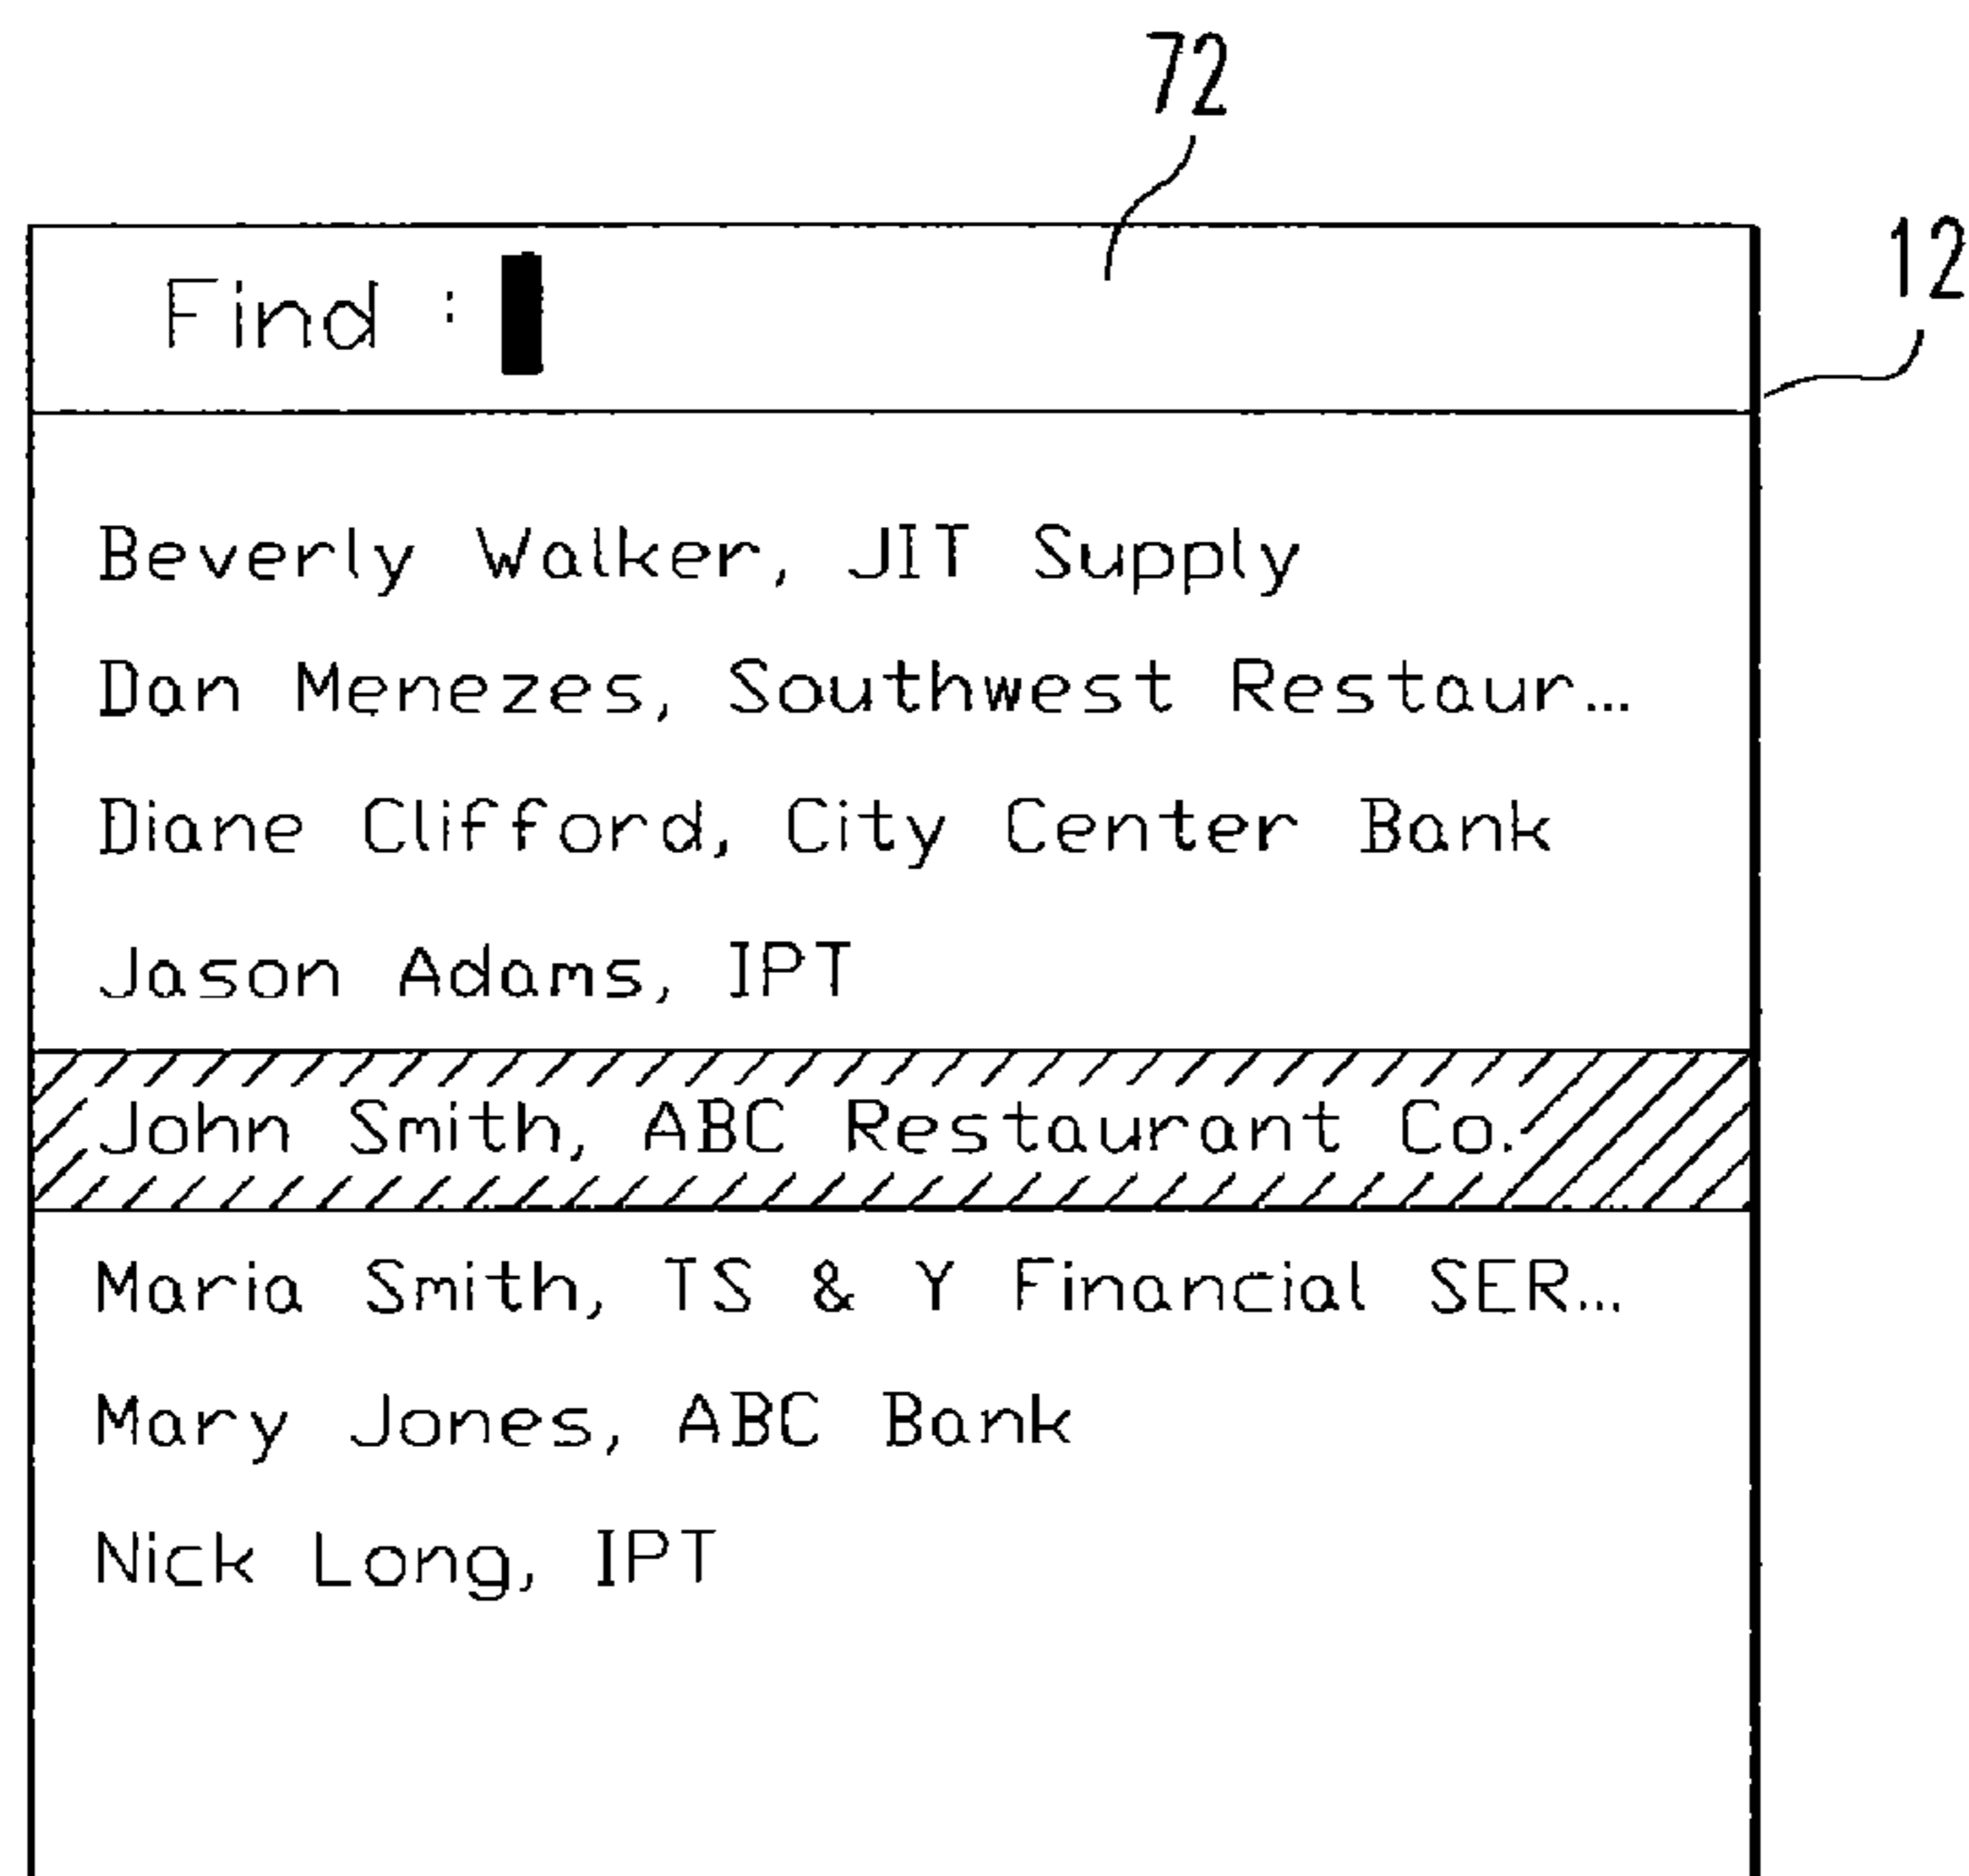 72
12
Find :
Beverly Walker, JIT Supply
Dan Menezes, Southwest Restaur...
Diane Clifford, City Center Bank
Jason Adams, IPT
John Smith, ABC Restaurant Co.
Maria Smith, TS & Y Financial SER...
Mary Jones, ABC Bank
Nick Long, IPT